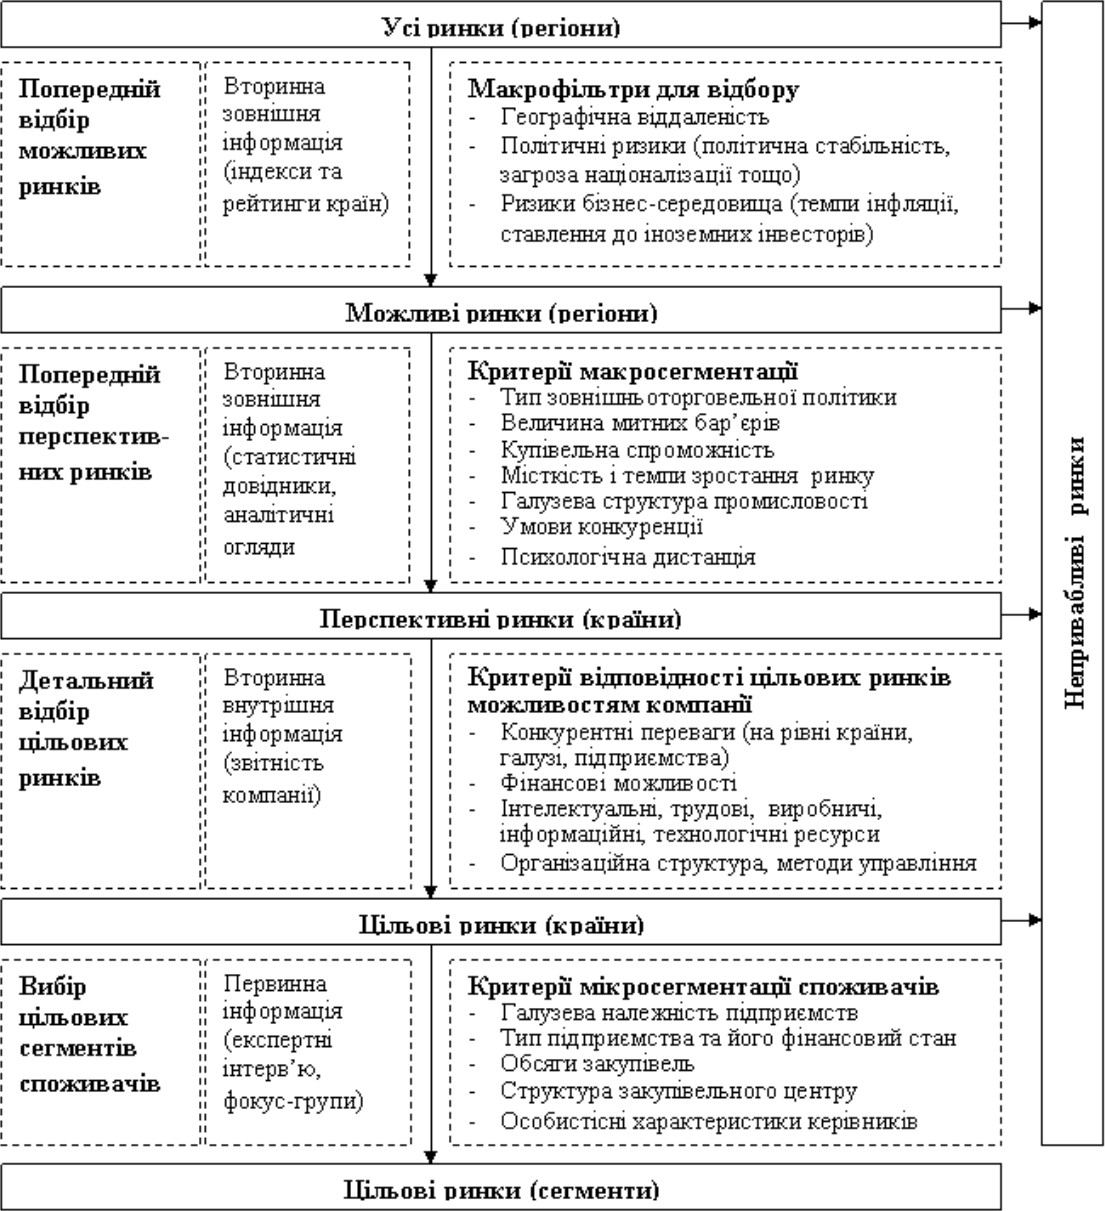 Усі ринки (регіони)
Попередній
відбір
можливих
ринків
Вторинна
зовнішня
інформація
(індекси та
рейтинги країн)
Макрофільтри для відбору
- Географічна віддаленість
- Політичні ризики (політична стабільність,
загроза націоналізації тощо)
- Ризики бізнес-середовища (темпи інфляції,
ставлення до іноземних інвесторів)
Можливі ринки (регіони)
Попередній
відбір
перспектив-
них ринків
Вторинна
зовнішня
інформація
(статистичні
довідники,
аналітичні
огляди
Критерії макросегментації
- Тип зовнішньоторговельної політики
- Величина митних бар’єрів
- Купівельна спроможність
- Місткість і темпи зростання ринку
- Галузева структура промисловості
- Умови конкуренції
- Психологічна дистанція
Перспективні ринки (країни)
Детальний
відбір
цільових
ринків
Вторинна
внутрішня
інформація
(звітність
компанії)
Критерії відповідності цільових ринків
можливостям компанії
- Конкурентні переваги (на рівні країни,
галузі, підприємства)
- Фінансові можливості
- Інтелектуальні, трудові, виробничі,
інформаційні, технологічні ресурси
- Організаційна структура, методи управління
Цільові ринки (країни)
Вибір
цільових
сегментів
споживачів
Первинна
інформація
(експертні
інтерв’ю,
фокус-групи)
Критерії мікросегментації споживачів
- Галузева належність підприємств
- Тип підприємства та його фінансовий стан
- Обсяги закупівель
- Структура закупівельного центру
- Особистісні характеристики керівників
Цільові ринки (сегменти)
Непривабливі ринки